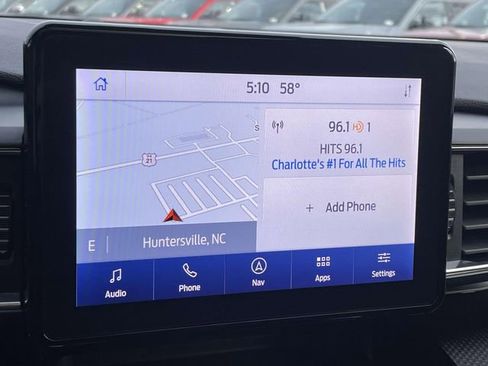 5:10 58°
S
21
96.1 1
HITS 96.1
Charlotte's #1 For All The Hits
+ Add Phone
E | Huntersville, NC
Audio
Phone
Nav
Apps
Settings